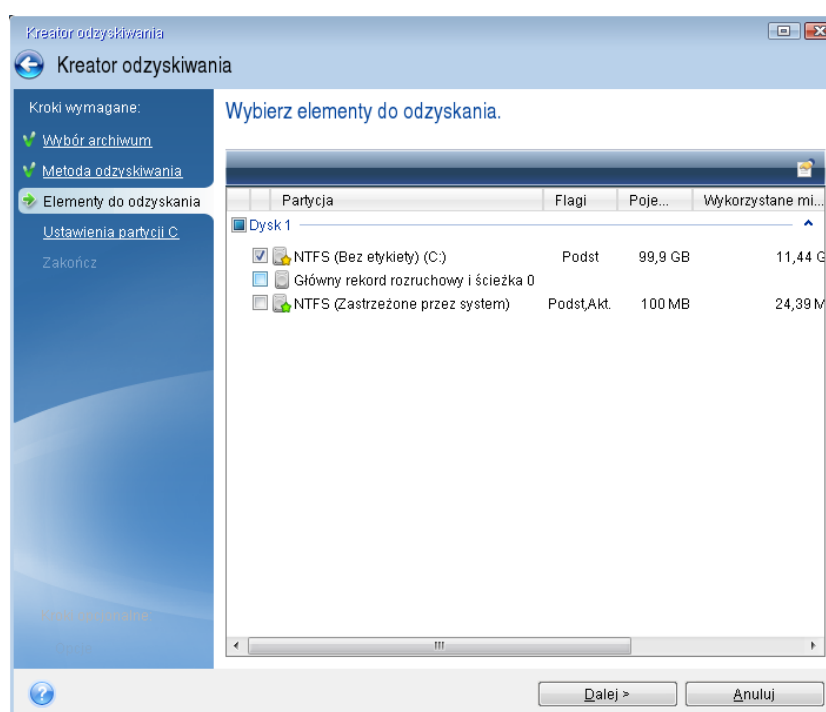 Kreator odzyskiwania
Kreator odzyskiwania
Kroki wymagane:
Wybór archiwum
Metoda odzyskiwania
Elementy do odzyskania
Ustawienia partycji C
Zakończ
Wybierz elementy do odzyskania.
Partycja Flagi Poje... Wykorzystane mi...
Dysk 1
NTFS (Bez etykiety) (C:) Podst 99,9 GB 11,44 G
Główny rekord rozruchowy i ścieżka 0
NTFS (Zastrzeżone przez system) Podst,Akt. 100 MB 24,39 M
Dalej >
Anuluj